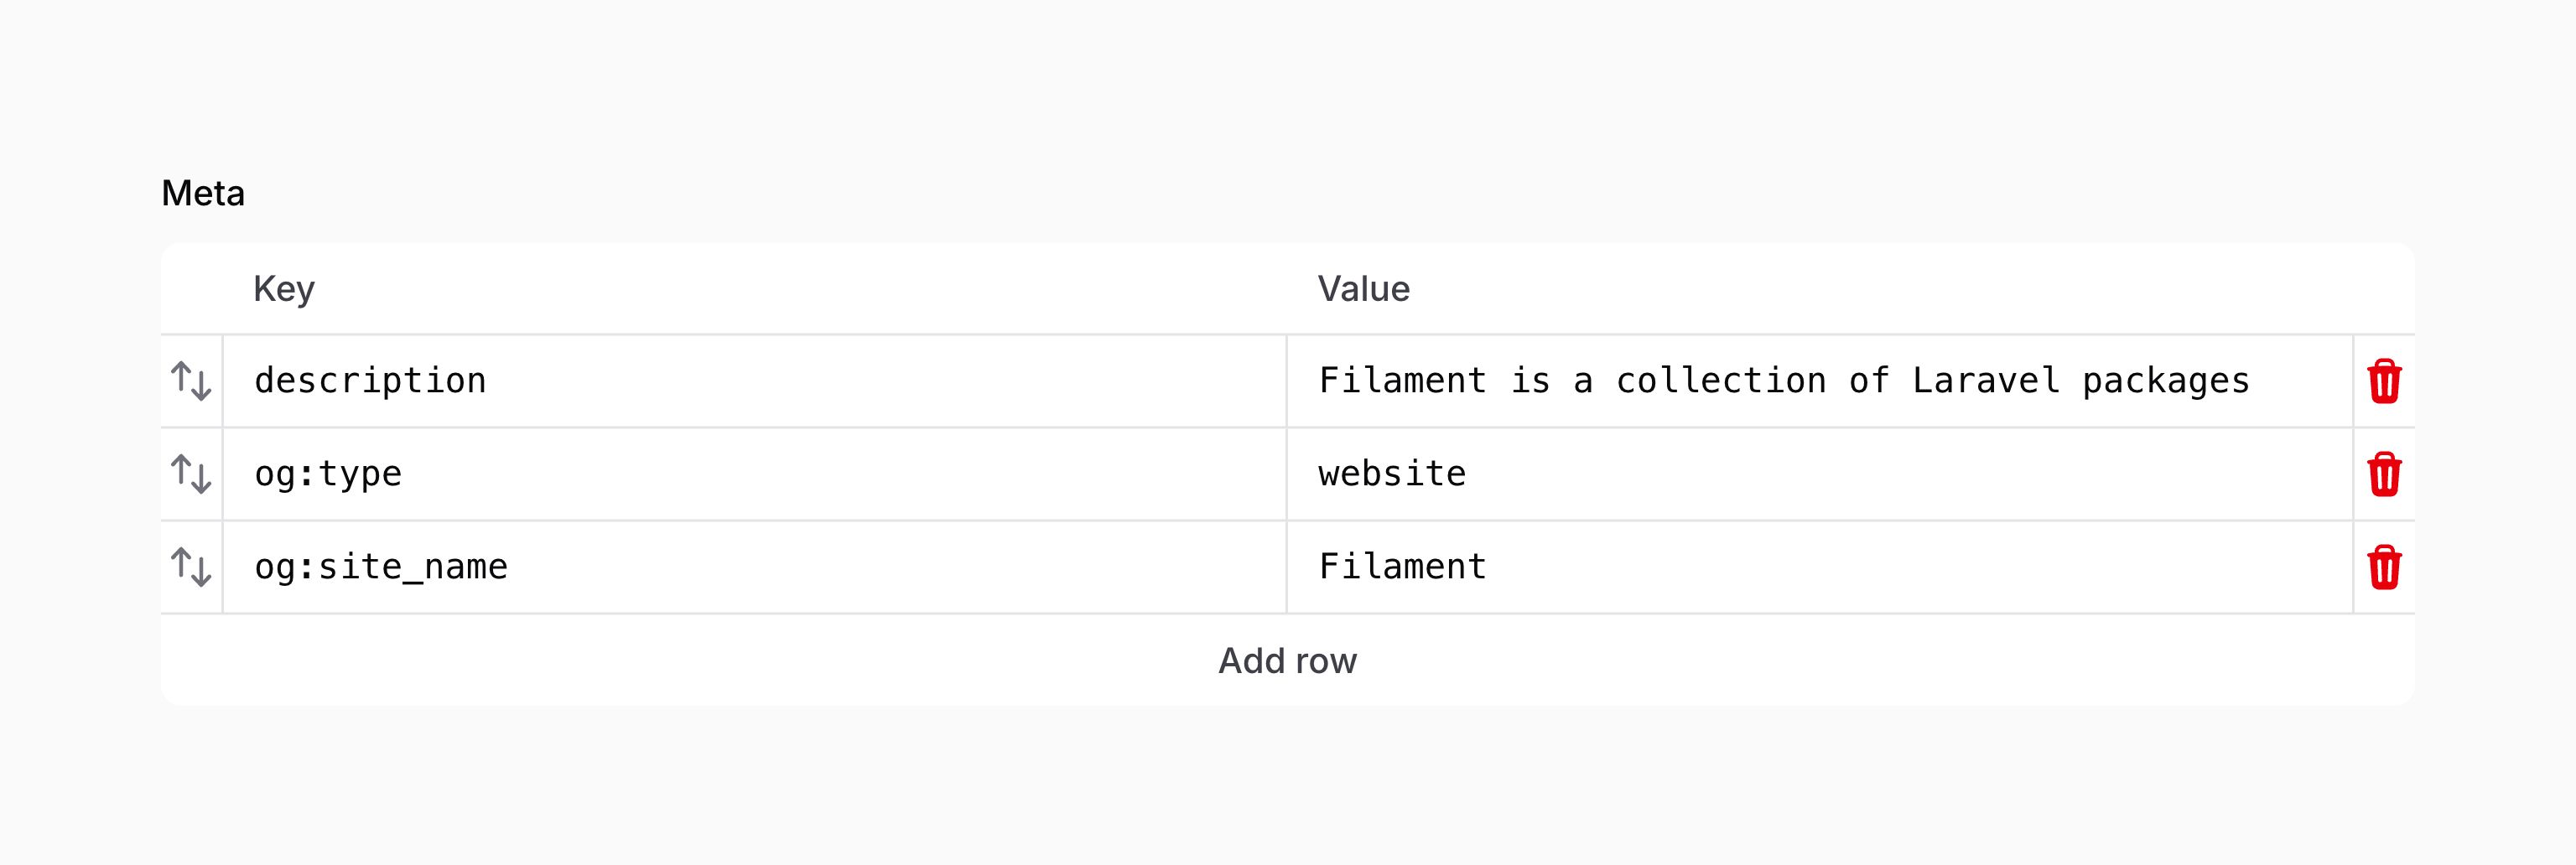 Meta
Key Value
description Filament is a collection of Laravel packages
og:type website
og:site_name Filament
Add row